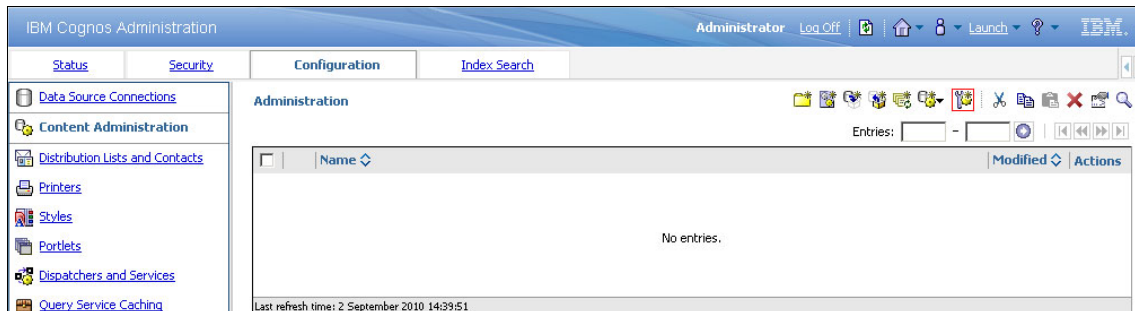 IBM Cognos Administration
Administrator Log Off Launch IBM.
Status Security Configuration Index Search
Data Source Connections
Content Administration
Distribution Lists and Contacts
Printers
Styles
Portlets
Dispatchers and Services
Query Service Caching
Administration
Entries: -
Name Modified Actions
No entries.
Last refresh time: 2 September 2010 14:39:51